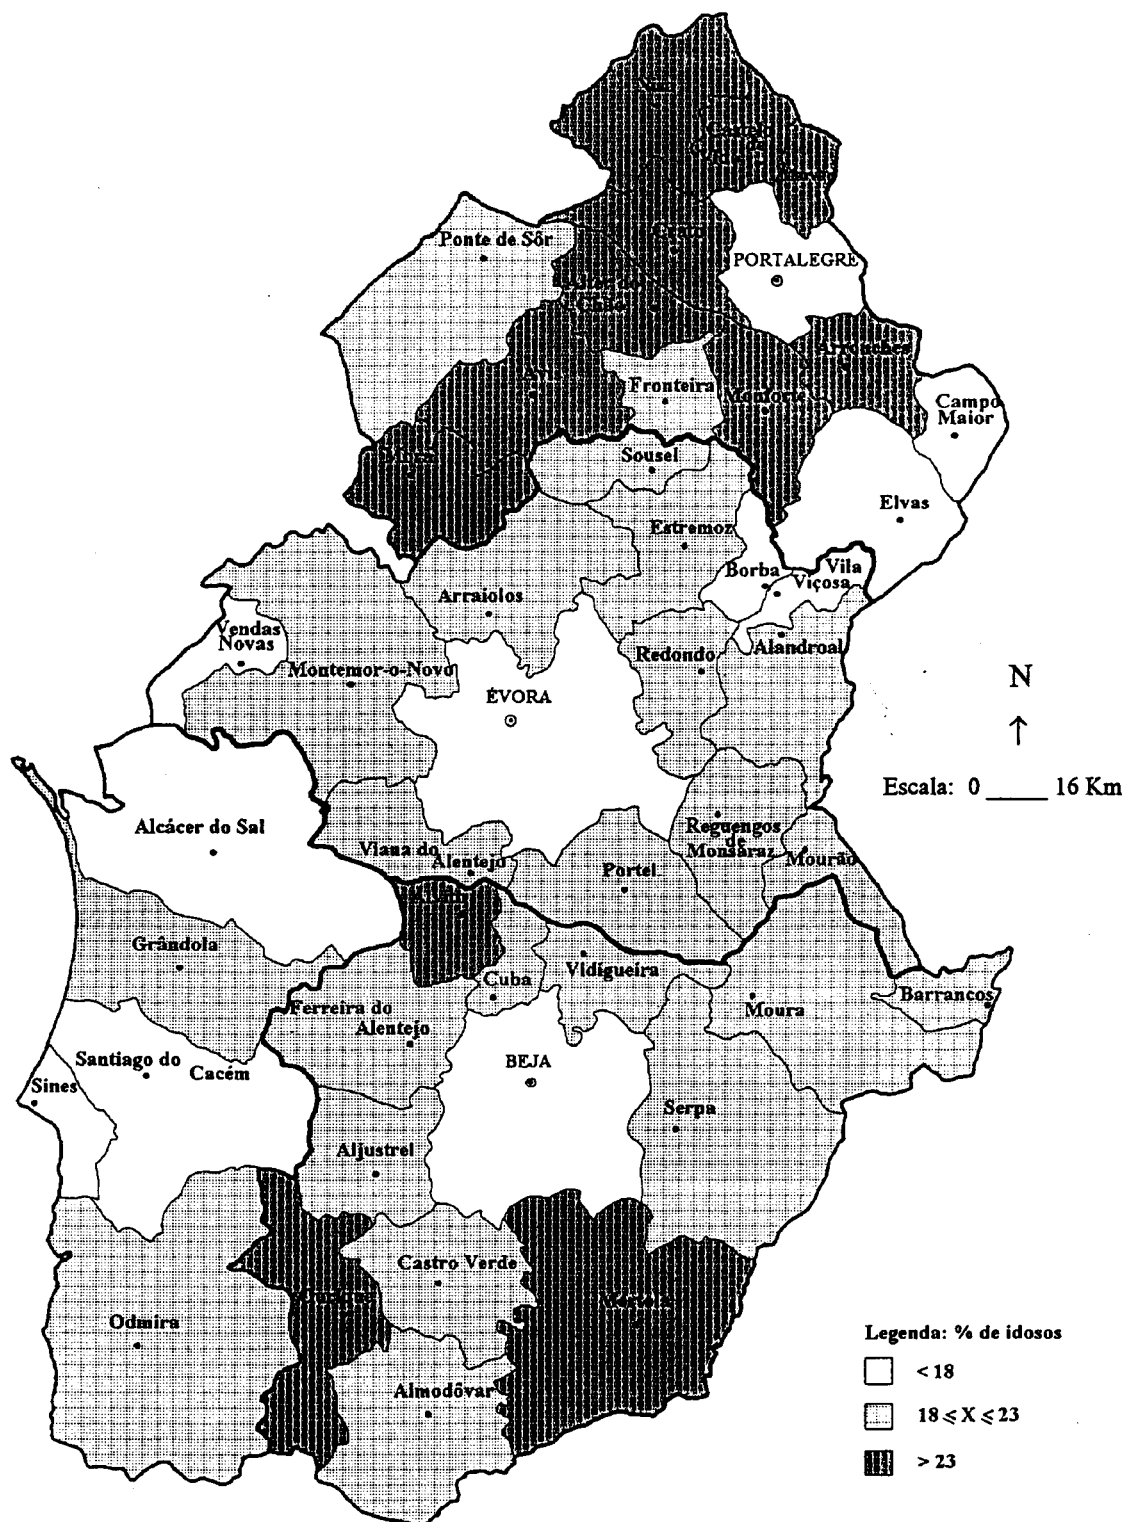 Ponte de Sôr
PORTALEGRE
Arronches
Fronteira
Monforte
Campo
Maior
Sousel
Elvas
Estremoz
Borba
Vila
Viçosa
Arraiolos
Vendas
Novas
Redondo
Alandroal
Montemor-o-Novo
ÉVORA
N
Escala: 0 16 Km
Alcácer do Sal
Reguengos
de
Monsaraz
Mourão
Viana do
Alentejo
Portel
Grândola
Cuba
Vidigueira
Barrancos
Ferreira do
Alentejo
Moura
Santiago do
Cacém
BEJA
Sines
Serpa
Aljustrel
Castro Verde
Odmira
Almodôvar
Legenda: % de idosos
< 18
18 ⩽ X ⩽ 23
> 23